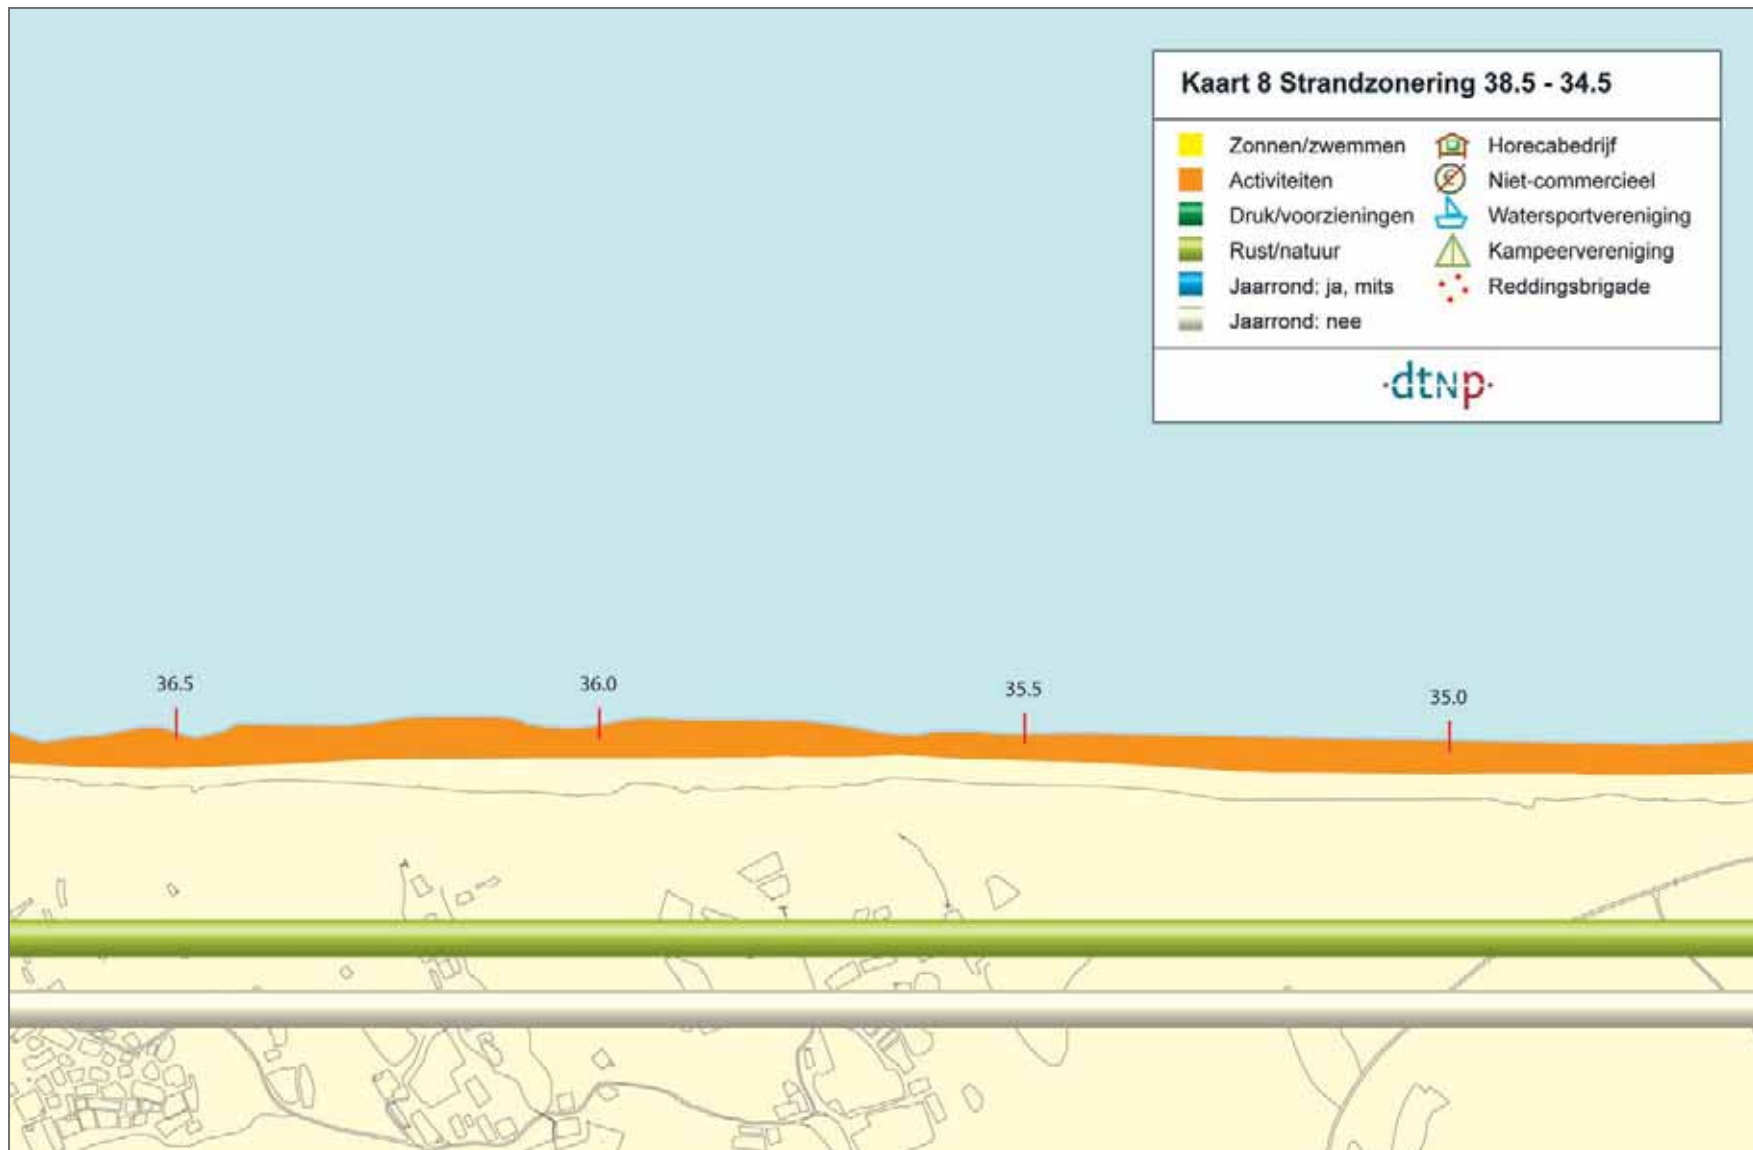 Kaart 8 Strandzonering 38.5 - 34.5
Zonnen/zwemmen
Activiteiten
Druk/voorzieningen
Rust/natuur
Jaarrond: ja, mits
Jaarrond: nee
Horecabedrijf
Niet-commercieel
Watersportvereniging
Kampeervereniging
Reddingsbrigade
·dtNp·
36.5
36.0
35.5
35.0